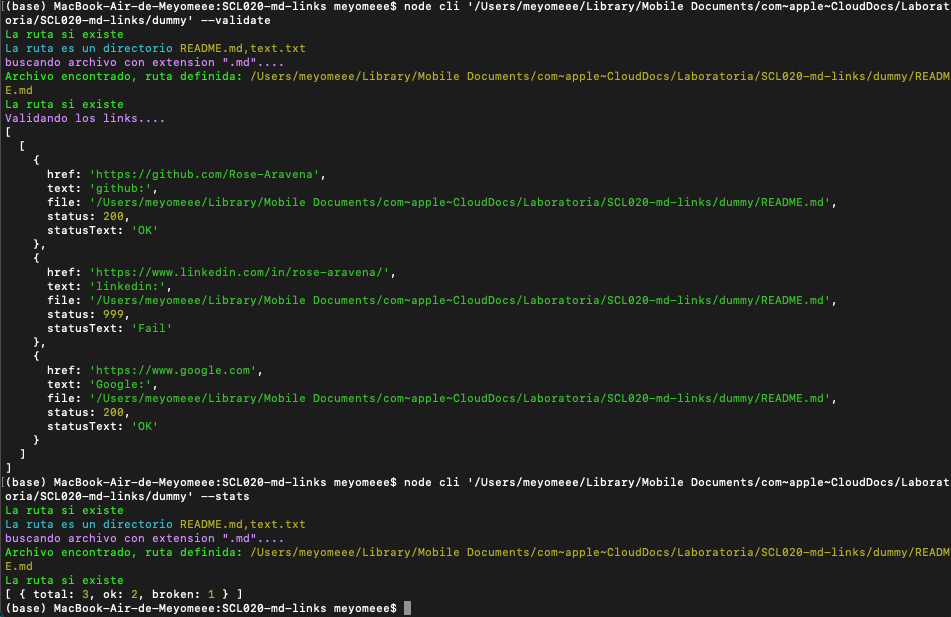 [(base) MacBook-Air-de-Meyomeee:SCL020-md-links meyomeee$ node cli '/Users/meyomeee/Library/Mobile Documents/com~apple~CloudDocs/Laborat
oria/SCL020-md-links/dummy' --validate
La ruta si existe
La ruta es un directorio README.md,text.txt
buscando archivo con extension ".md"....
Archivo encontrado, ruta definida: /Users/meyomeee/Library/Mobile Documents/com~apple~CloudDocs/Laboratoria/SCL020-md-links/dummy/READM
E.md
La ruta si existe
Validando los links....
[
  [
    {
      href: 'https://github.com/Rose-Aravena',
      text: 'github:',
      file: '/Users/meyomeee/Library/Mobile Documents/com~apple~CloudDocs/Laboratoria/SCL020-md-links/dummy/README.md',
      status: 200,
      statusText: 'OK'
    },
    {
      href: 'https://www.linkedin.com/in/rose-aravena/',
      text: 'linkedin:',
      file: '/Users/meyomeee/Library/Mobile Documents/com~apple~CloudDocs/Laboratoria/SCL020-md-links/dummy/README.md',
      status: 999,
      statusText: 'Fail'
    },
    {
      href: 'https://www.google.com',
      text: 'Google:',
      file: '/Users/meyomeee/Library/Mobile Documents/com~apple~CloudDocs/Laboratoria/SCL020-md-links/dummy/README.md',
      status: 200,
      statusText: 'OK'
    }
  ]
]
[(base) MacBook-Air-de-Meyomeee:SCL020-md-links meyomeee$ node cli '/Users/meyomeee/Library/Mobile Documents/com~apple~CloudDocs/Laborat
oria/SCL020-md-links/dummy' --stats
La ruta si existe
La ruta es un directorio README.md,text.txt
buscando archivo con extension ".md"....
Archivo encontrado, ruta definida: /Users/meyomeee/Library/Mobile Documents/com~apple~CloudDocs/Laboratoria/SCL020-md-links/dummy/READM
E.md
La ruta si existe
[ { total: 3, ok: 2, broken: 1 } ]
(base) MacBook-Air-de-Meyomeee:SCL020-md-links meyomeee$